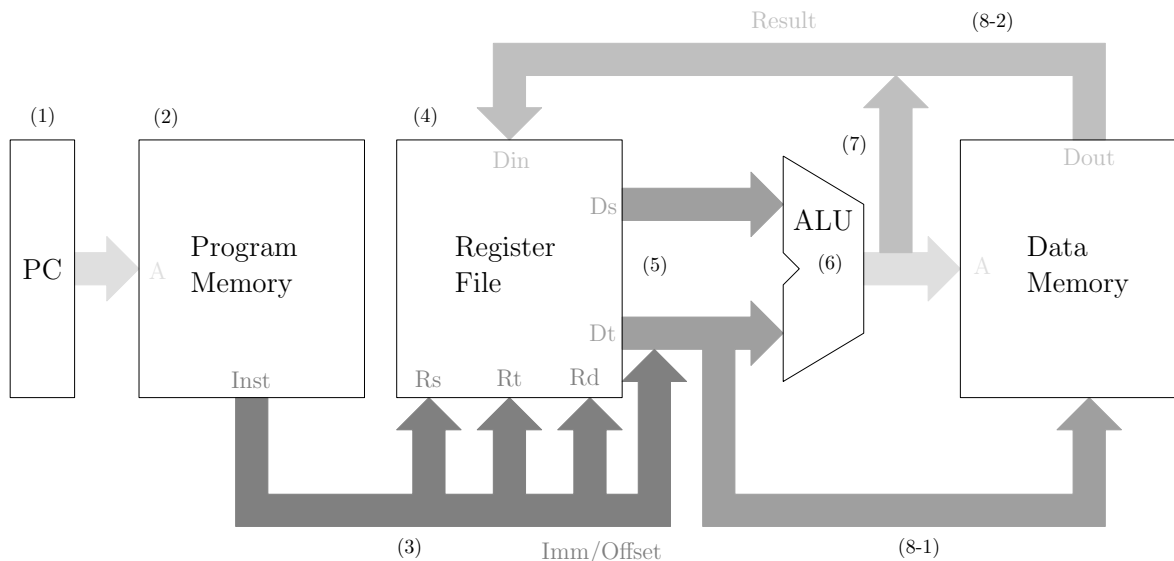 Result
(8-2)
(1)
(2)
(4)
(7)
Din
Dout
Ds
ALU
PC
A
Program
Memory
Register
File
(5)
(6)
A
Data
Memory
Dt
Inst
Rs
Rt
Rd
(3)
Imm/Offset
(8-1)